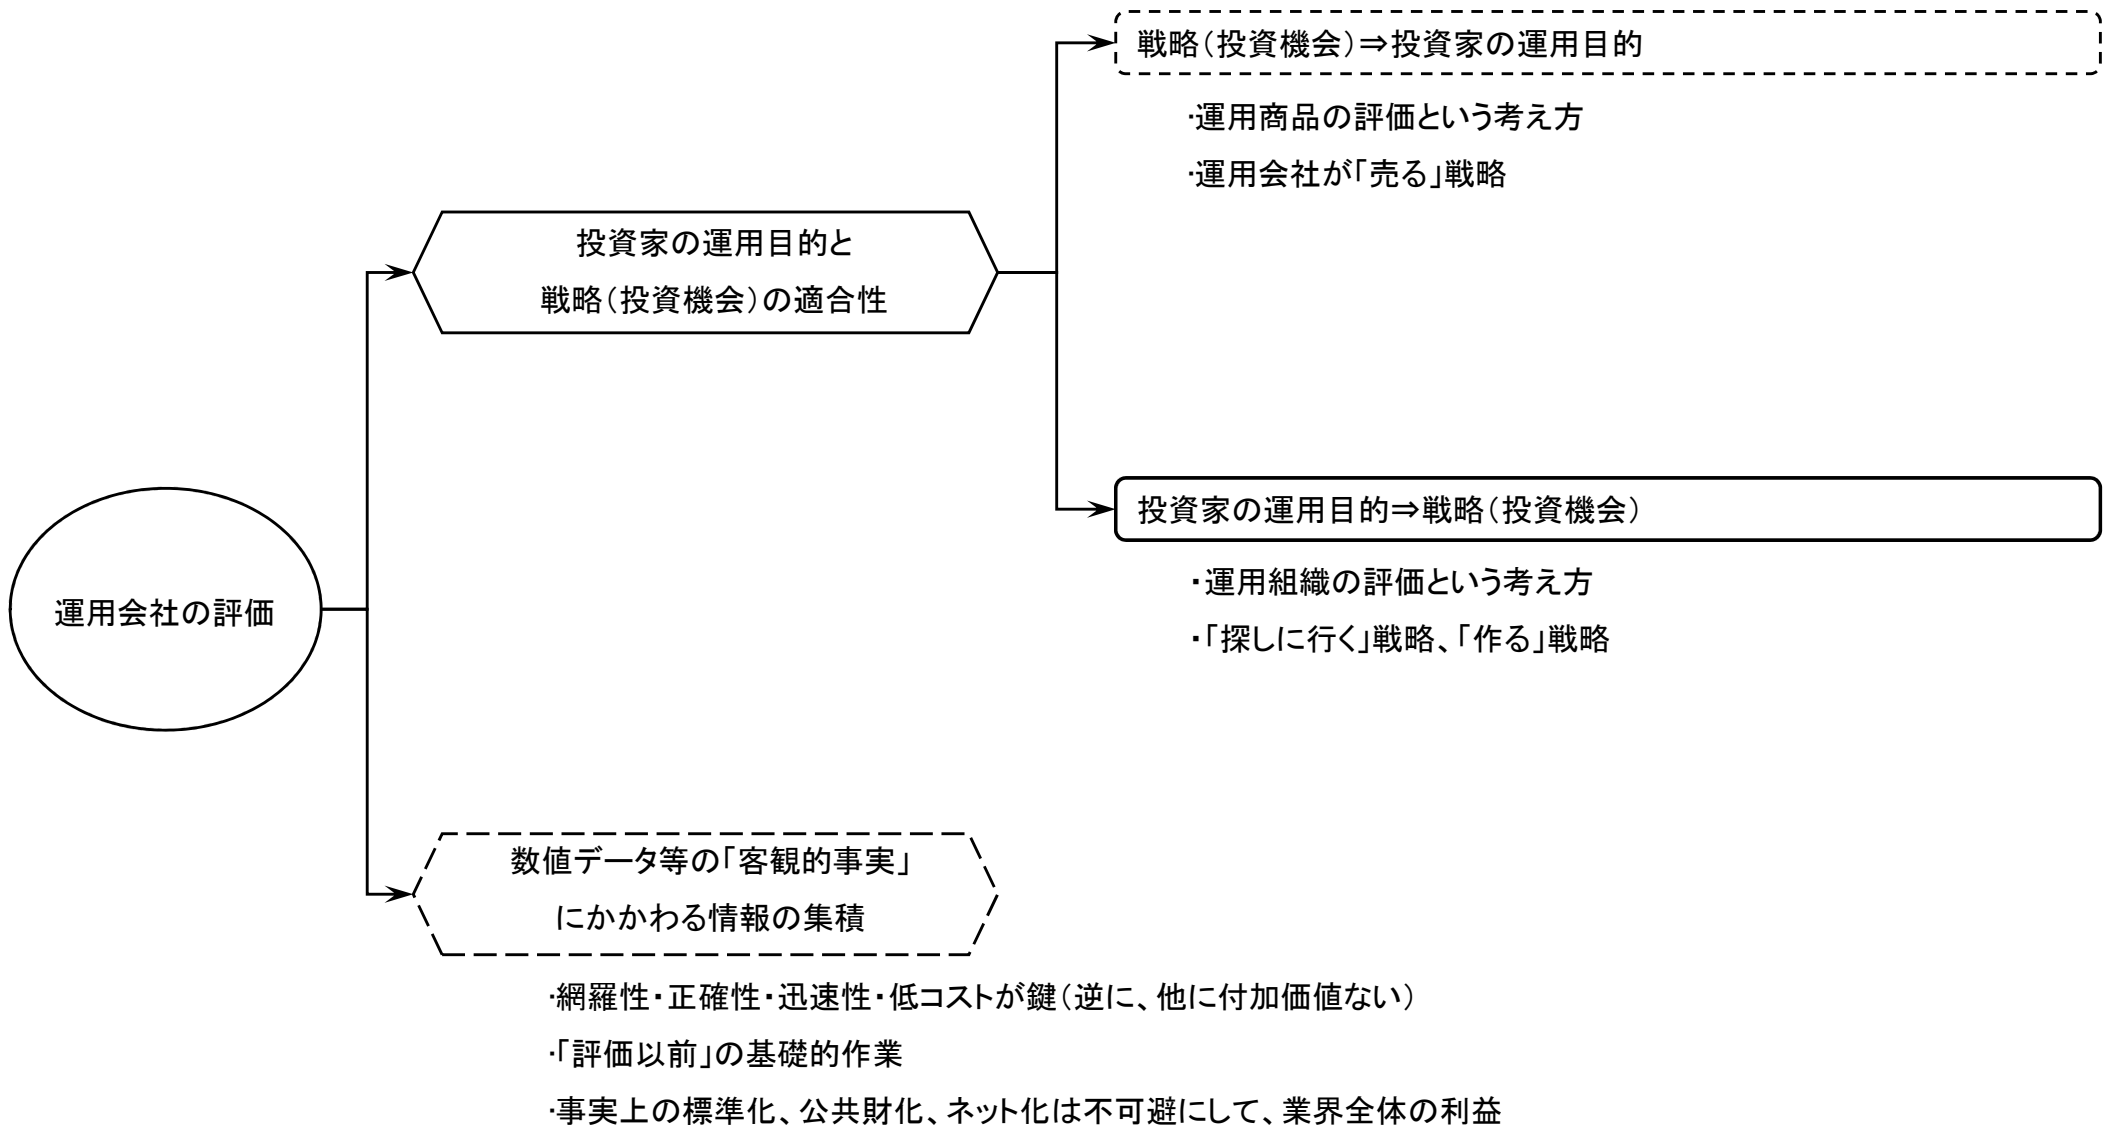 戦略（投資機会）⇒投資家の運用目的
・運用商品の評価という考え方
・運用会社が「売る」戦略
投資家の運用目的と
戦略（投資機会）の適合性
投資家の運用目的⇒戦略（投資機会）
・運用組織の評価という考え方
・「探しに行く」戦略、「作る」戦略
運用会社の評価
数値データ等の「客観的事実」
にかかわる情報の集積
・網羅性・正確性・迅速性・低コストが鍵（逆に、他に付加価値ない）
・「評価以前」の基礎的作業
・事実上の標準化、公共財化、ネット化は不可避にして、業界全体の利益